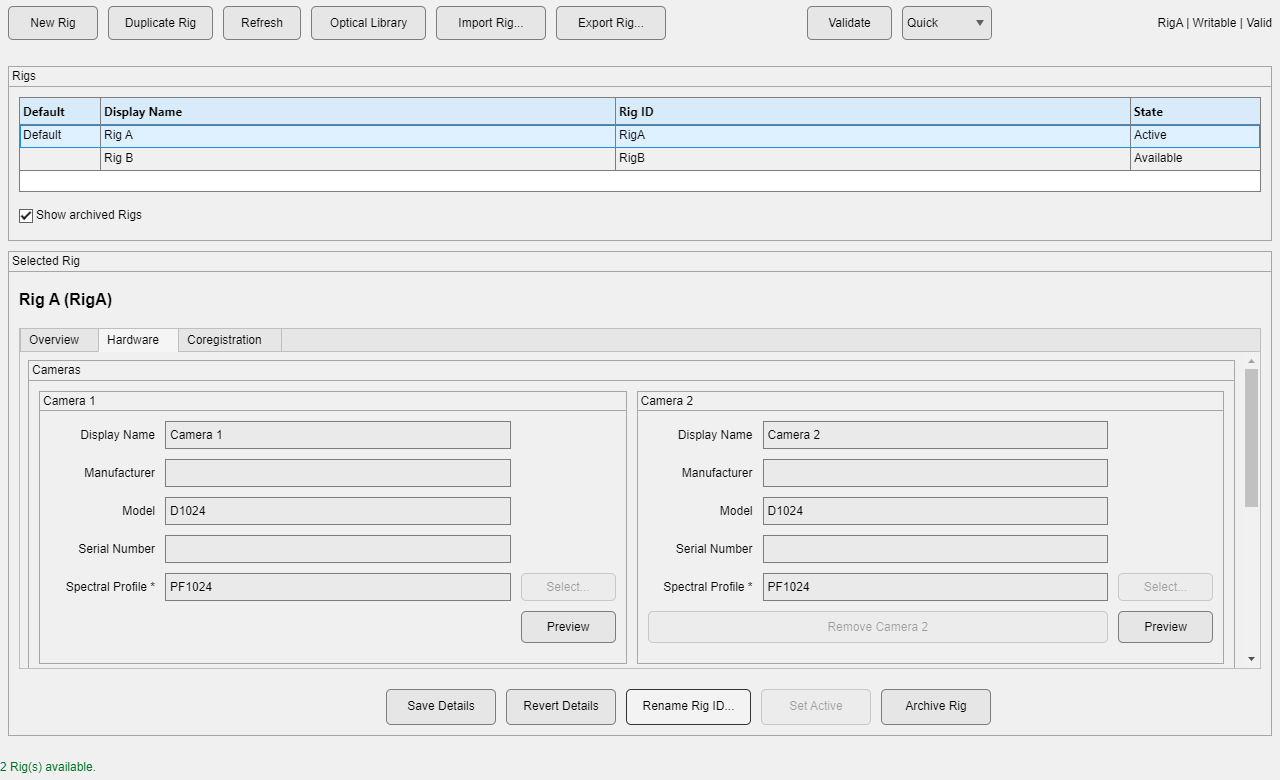 New Rig Duplicate Rig Refresh Optical Library Import Rig... Export Rig... Validate Quick RigA | Writable | Valid
Rigs
Default Display Name Rig ID State
Default Rig A RigA Active
Rig B RigB Available
Show archived Rigs
Selected Rig
Rig A (RigA)
Overview Hardware Coregistration
Cameras
Camera 1 Camera 2
Display Name Camera 1 Display Name Camera 2
Manufacturer Manufacturer
Model D1024 Model D1024
Serial Number Serial Number
Spectral Profile * PF1024 Select... Spectral Profile * PF1024 Select...
Preview Remove Camera 2 Preview
Save Details Revert Details Rename Rig ID... Set Active Archive Rig
2 Rig(s) available.